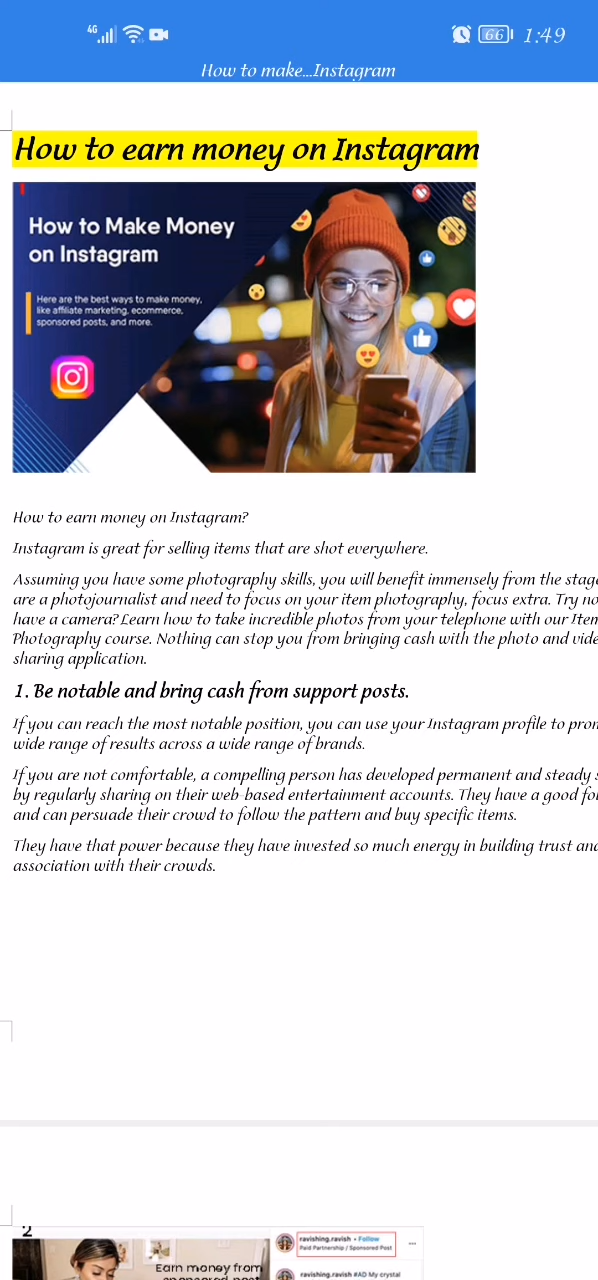 4G 66 1:49
How to make...Instagram
How to earn money on Instagram
How to Make Money
on Instagram
Here are the best ways to make money,
like affiliate marketing, ecommerce,
sponsored posts, and more.
How to earn money on Instagram?
Instagram is great for selling items that are shot everywhere.
Assuming you have some photography skills, you will benefit immensely from the stage
are a photojournalist and need to focus on your item photography, focus extra. Try no
have a camera? Learn how to take incredible photos from your telephone with our Item
Photography course. Nothing can stop you from bringing cash with the photo and vide
sharing application.
1. Be notable and bring cash from support posts.
If you can reach the most notable position, you can use your Instagram profile to pron
wide range of results across a wide range of brands.
If you are not comfortable, a compelling person has developed permanent and steady s
by regularly sharing on their web-based entertainment accounts. They have a good fol
and can persuade their crowd to follow the pattern and buy specific items.
They have that power because they have invested so much energy in building trust and
association with their crowds.
2
Earn money from
sponsored post
ravishing.ravish • Follow
Paid Partnership / Sponsored Post
ravishing.ravish #AD My crystal